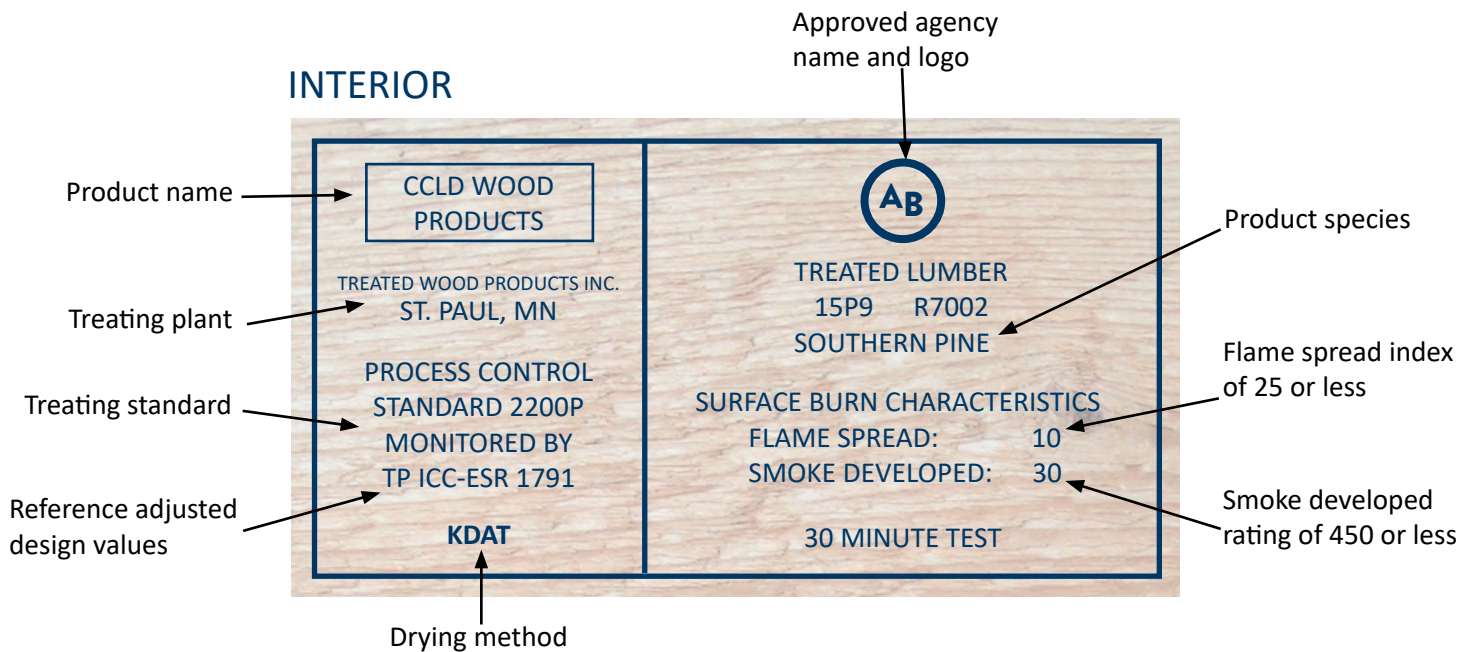 Approved agency
name and logo
INTERIOR
Product name
CCLD WOOD
PRODUCTS
Treating plant
TREATED WOOD PRODUCTS INC.
ST. PAUL, MN
Treating standard
PROCESS CONTROL
STANDARD 2200P
MONITORED BY
TP ICC-ESR 1791
Reference adjusted
design values
KDAT
Drying method
AB
TREATED LUMBER
15P9 R7002
SOUTHERN PINE
Product species
SURFACE BURN CHARACTERISTICS
FLAME SPREAD: 10
SMOKE DEVELOPED: 30
Flame spread index
of 25 or less
Smoke developed
rating of 450 or less
30 MINUTE TEST